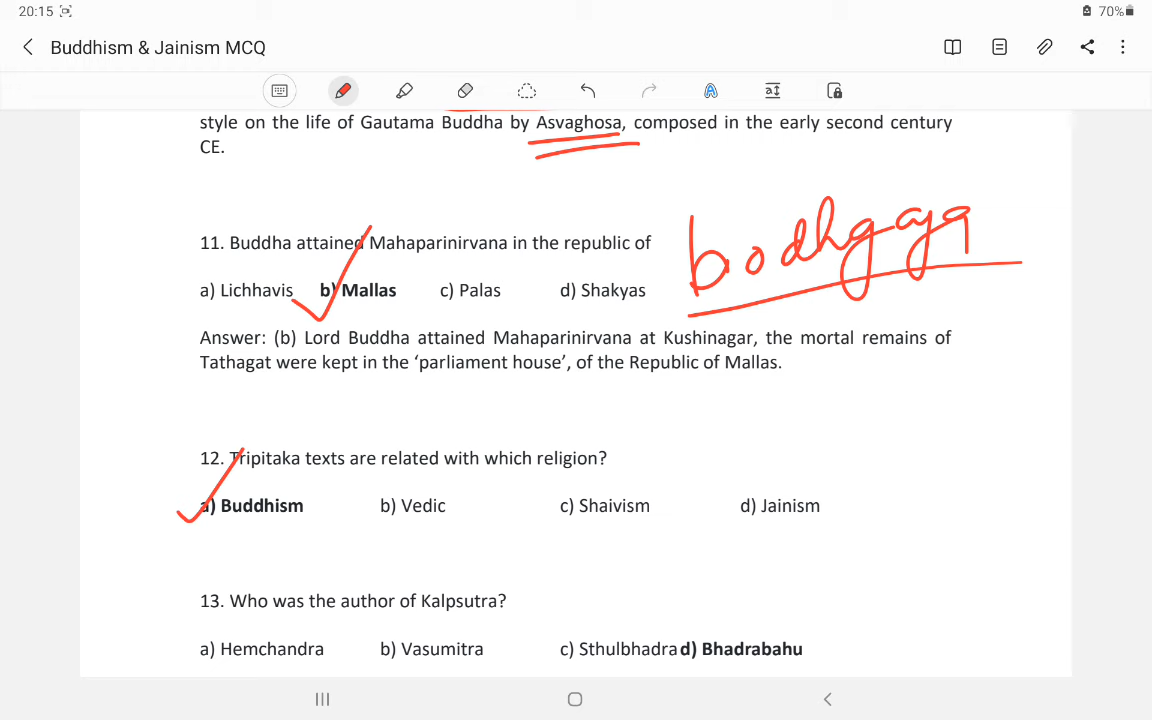 20:15 70%
Buddhism & Jainism MCQ
style on the life of Gautama Buddha by Asvaghosa, composed in the early second century
CE.
bodhgaya
11. Buddha attained Mahaparinirvana in the republic of
a) Lichhavis b) Mallas c) Palas d) Shakyas
Answer: (b) Lord Buddha attained Mahaparinirvana at Kushinagar, the mortal remains of
Tathagat were kept in the ‘parliament house’, of the Republic of Mallas.
12. Tripitaka texts are related with which religion?
a) Buddhism b) Vedic c) Shaivism d) Jainism
13. Who was the author of Kalpsutra?
a) Hemchandra b) Vasumitra c) Sthulbhadra d) Bhadrabahu